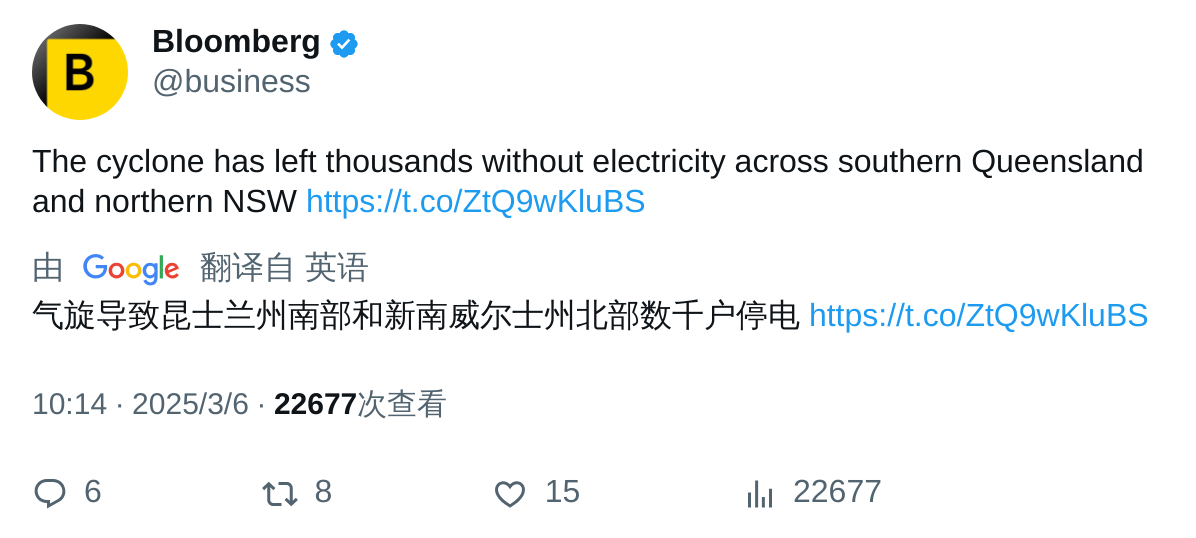 B
Bloomberg
@business
The cyclone has left thousands without electricity across southern Queensland
and northern NSW https://t.co/ZtQ9wKluBS
由 Google 翻译自 英语
气旋导致昆士兰州南部和新南威尔士州北部数千户停电 https://t.co/ZtQ9wKluBS
10:14 · 2025/3/6 · 22677次查看
6 8 15 22677